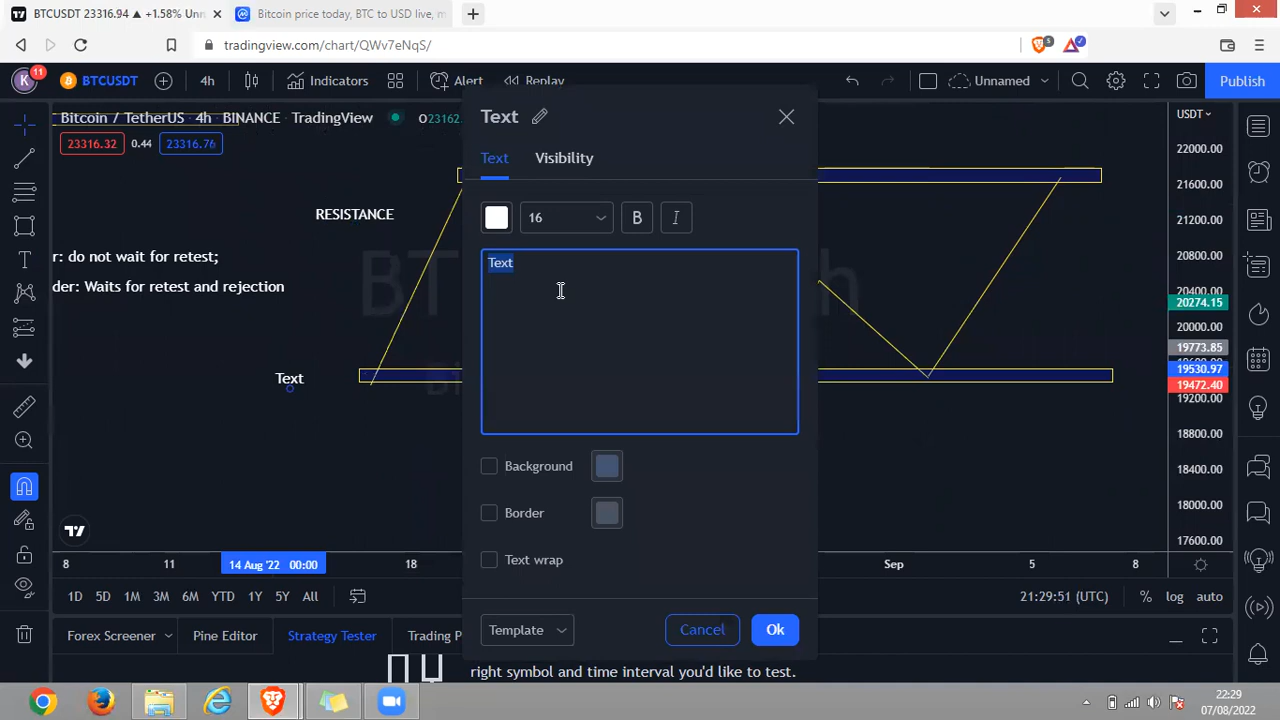 BTCUSDT 23316.94 ▲ +1.58% Unn
Bitcoin price today, BTC to USD live, m
tradingview.com/chart/QWv7eNqS/
5
K
11
BTCUSDT
4h
Indicators
Alert
Replay
Unnamed
Publish
Bitcoin / TetherUS · 4h · BINANCE · TradingView
O23162.
USDT
23316.32
0.44
23316.76
Text
Text
Visibility
16
B
I
Text
Background
Border
Text wrap
Template
Cancel
Ok
RESISTANCE
r: do not wait for retest;
der: Waits for retest and rejection
Text
22000.00
21600.00
21200.00
20800.00
20400.00
20274.15
20000.00
19773.85
19530.97
19472.40
19200.00
18800.00
18400.00
18000.00
17600.00
8
11
14 Aug '22 00:00
18
Sep
5
8
1D
5D
1M
3M
6M
YTD
1Y
5Y
All
21:29:51 (UTC)
%
log
auto
Forex Screener
Pine Editor
Strategy Tester
Trading P
right symbol and time interval you'd like to test.
22:29
07/08/2022